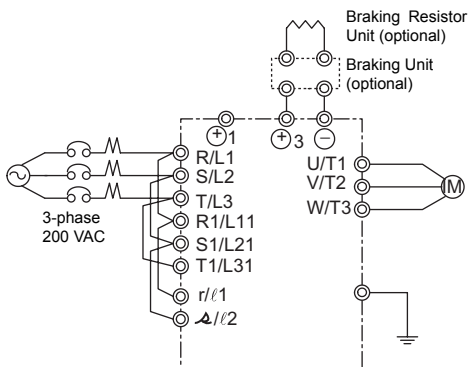 Braking Resistor
Unit (optional)
Braking Unit
(optional)
+1
+3
−
R/L1
S/L2
T/L3
R1/L11
S1/L21
T1/L31
r/ℓ1
s/ℓ2
3-phase
200 VAC
U/T1
V/T2
W/T3
M